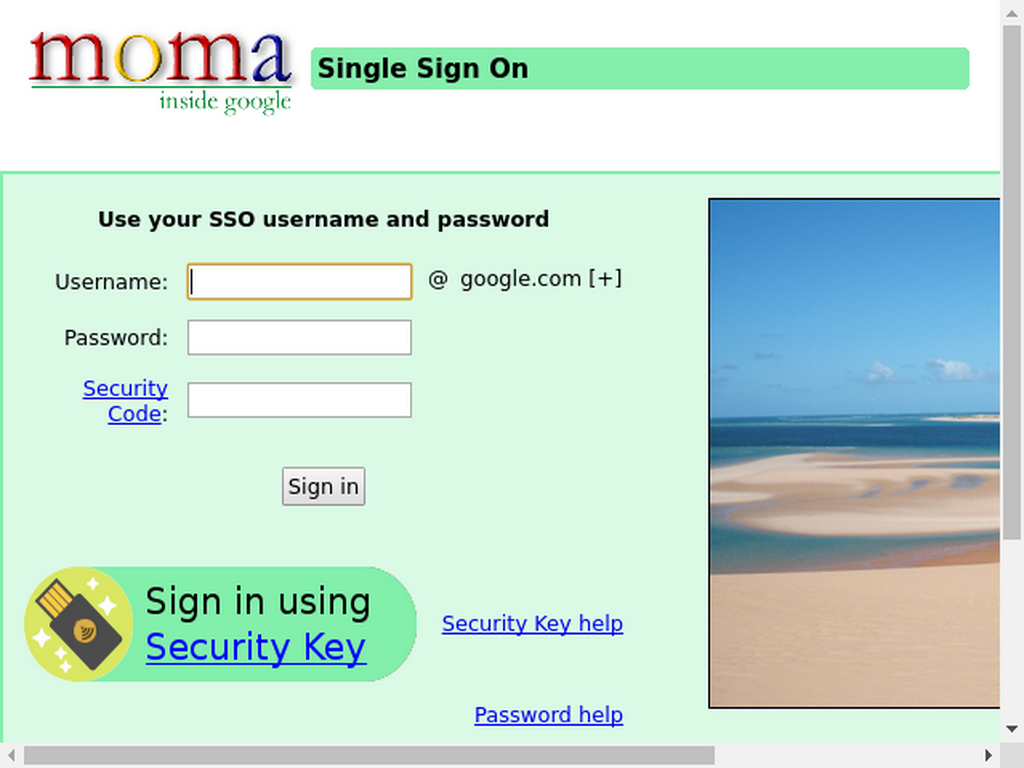 moma
inside google
Single Sign On
Use your SSO username and password
Username:
@ google.com [+]
Password:
Security
Code:
Sign in
Sign in using
Security Key
Security Key help
Password help